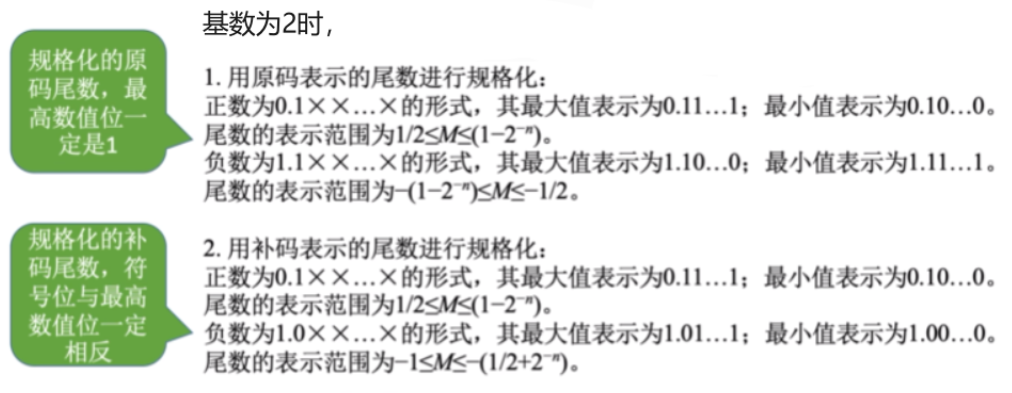 基数为2时，
规格化的原
码尾数，最
高数值位一
定是1
1. 用原码表示的尾数进行规格化：
正数为0.1××…×的形式，其最大值表示为0.11…1；最小值表示为0.10…0。
尾数的表示范围为1/2≤M≤(1−2⁻ⁿ)。
负数为1.1××…×的形式，其最大值表示为1.10…0；最小值表示为1.11…1。
尾数的表示范围为−(1−2⁻ⁿ)≤M≤−1/2。
规格化的补
码尾数，符
号位与最高
数值位一定
相反
2. 用补码表示的尾数进行规格化：
正数为0.1××…×的形式，其最大值表示为0.11…1；最小值表示为0.10…0。
尾数的表示范围为1/2≤M≤(1−2⁻ⁿ)。
负数为1.0××…×的形式，其最大值表示为1.01…1；最小值表示为1.00…0。
尾数的表示范围为−1≤M≤−(1/2+2⁻ⁿ)。